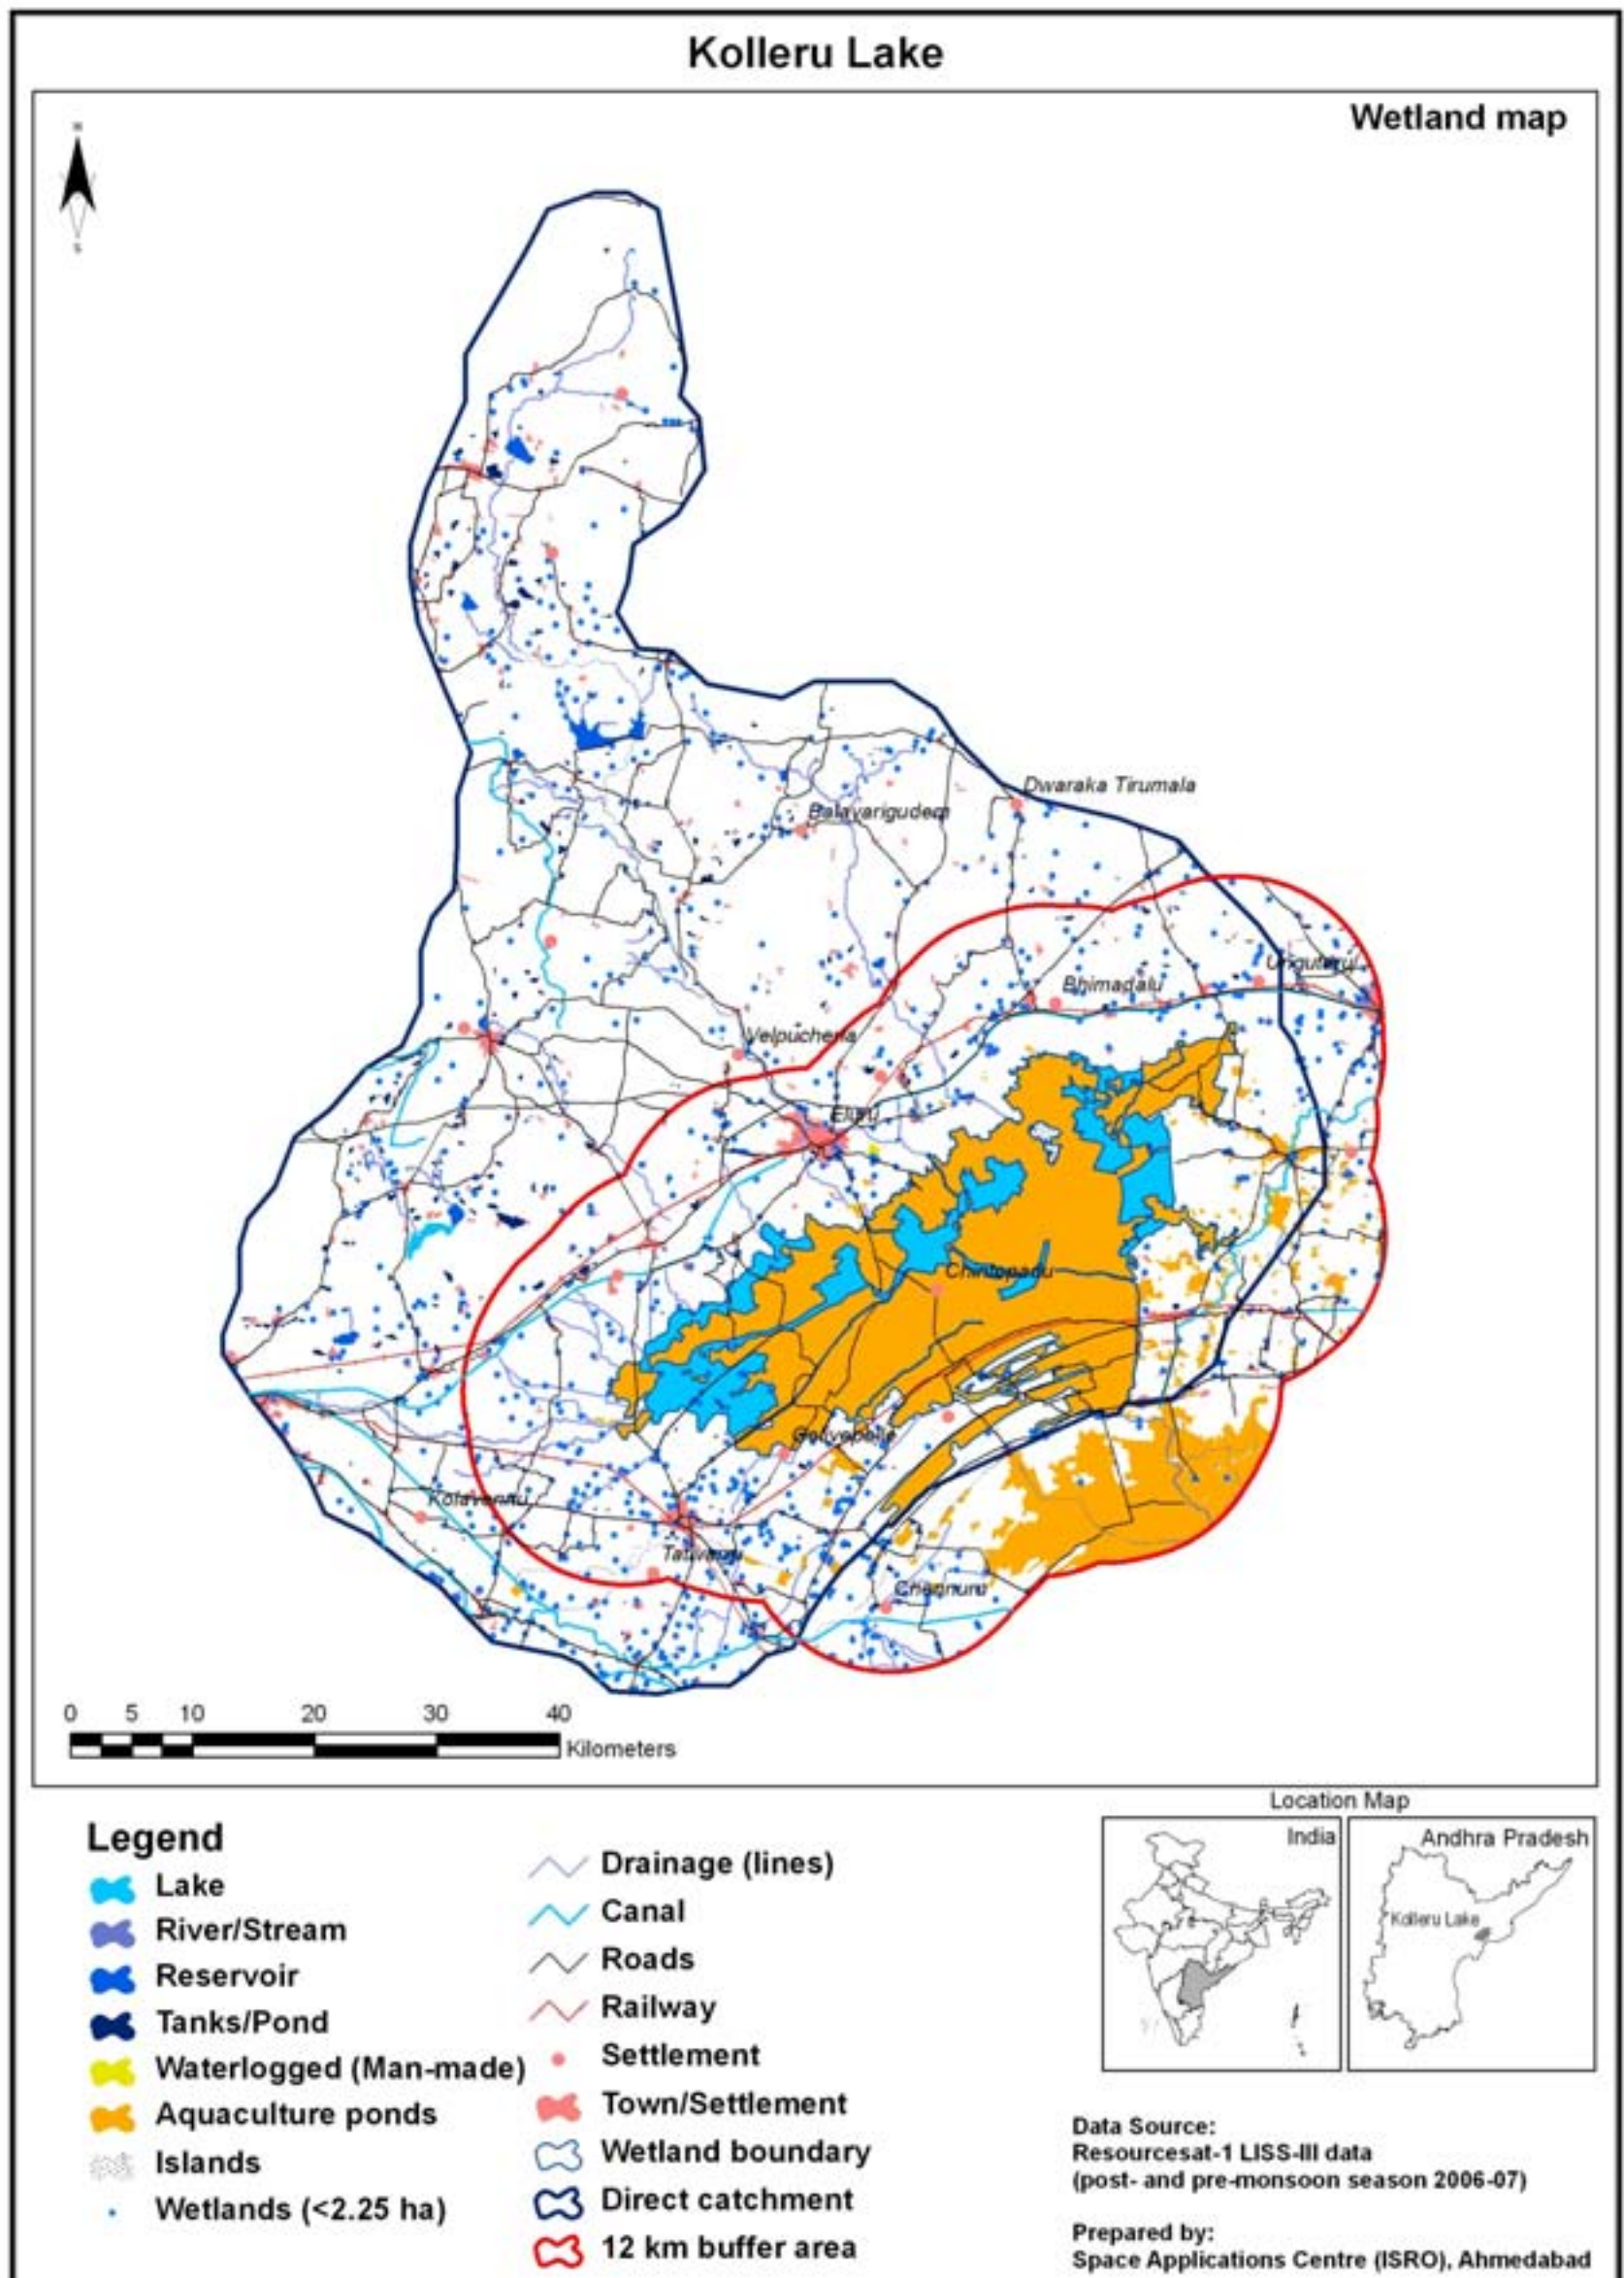 Kolleru Lake
Wetland map
N
S
Dwaraka Tirumala
Balavarigudem
Unguturu
Bhimadalu
Velpucherla
Eluru
Chintapadu
Kolavennu
Chennuru
0 5 10 20 30 40
Kilometers
Location Map
India
Andhra Pradesh
Kolleru Lake
Legend
Lake
River/Stream
Reservoir
Tanks/Pond
Waterlogged (Man-made)
Aquaculture ponds
Islands
Wetlands (<2.25 ha)
Drainage (lines)
Canal
Roads
Railway
Settlement
Town/Settlement
Wetland boundary
Direct catchment
12 km buffer area
Data Source:
Resourcesat-1 LISS-III data
(post- and pre-monsoon season 2006-07)
Prepared by:
Space Applications Centre (ISRO), Ahmedabad